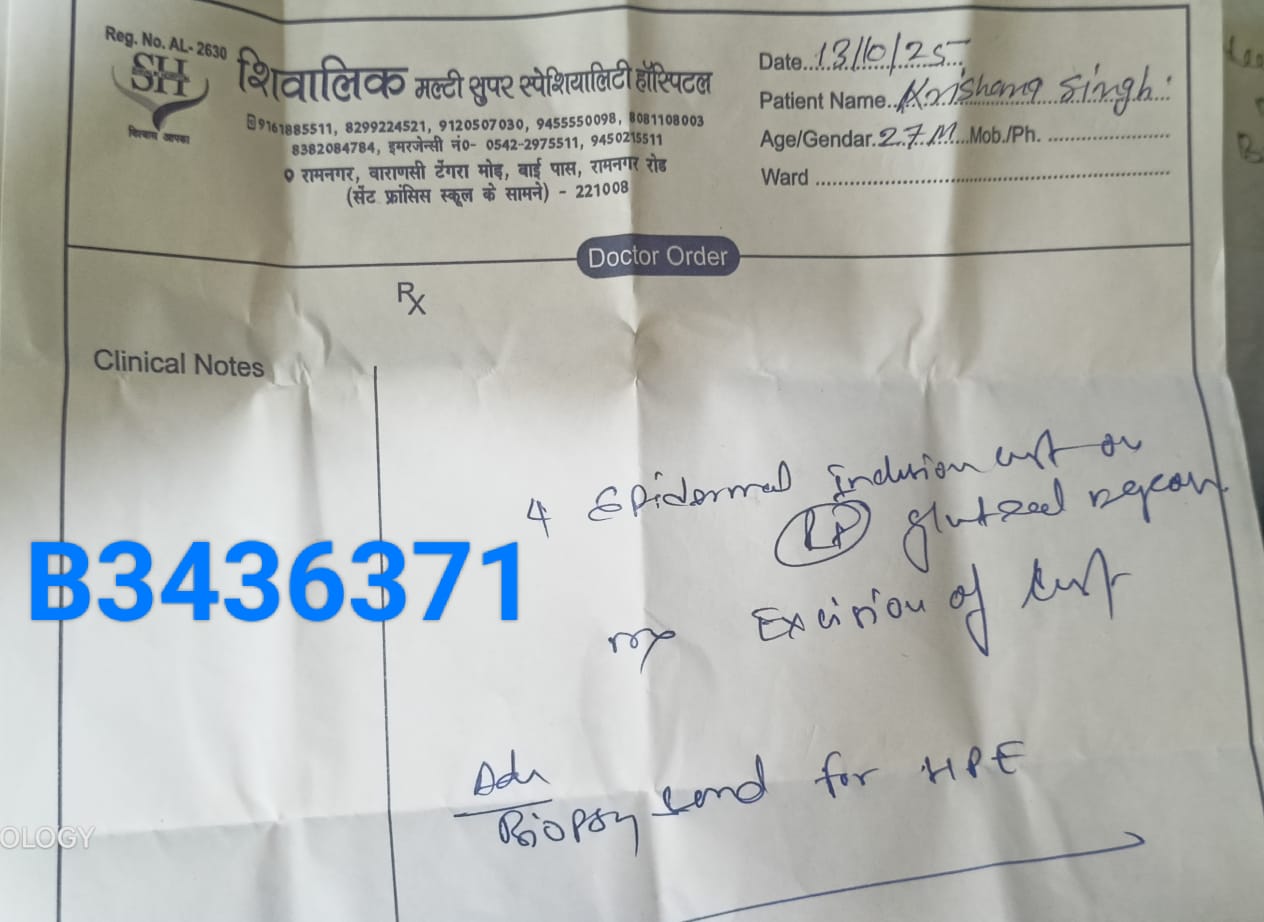 Reg. No. AL- 2630
SH
विश्वास आपका
शिवालिक मल्टी सुपर स्पेशियालिटी हॉस्पिटल
9161885511, 8299224521, 9120507030, 9455550098, 8081108003
8382084784, इमरजेन्सी नं0- 0542-2975511, 9450215511
रामनगर, वाराणसी टेंगरा मोड़, बाई पास, रामनगर रोड
(सेंट फ्रांसिस स्कूल के सामने) - 221008
Date 13/10/25
Patient Name. Krishana Singh
Age/Gendar. 27 M Mob./Ph.
Ward
Doctor Order
Rx
Clinical Notes
Epidermal inclusion cyst on
gluteal region
B3436371
Excision of cyst
Adv
Biopsy send for HPE
OLOGY